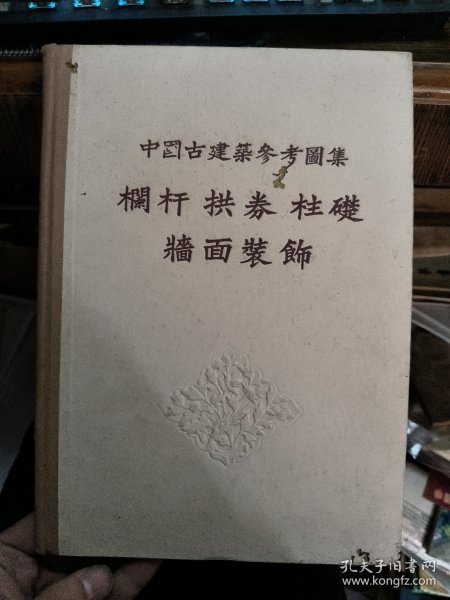 中國古建築參考圖集
欄杆 拱券 柱礎
牆面裝飾
孔夫子旧书网
www.kongfz.com